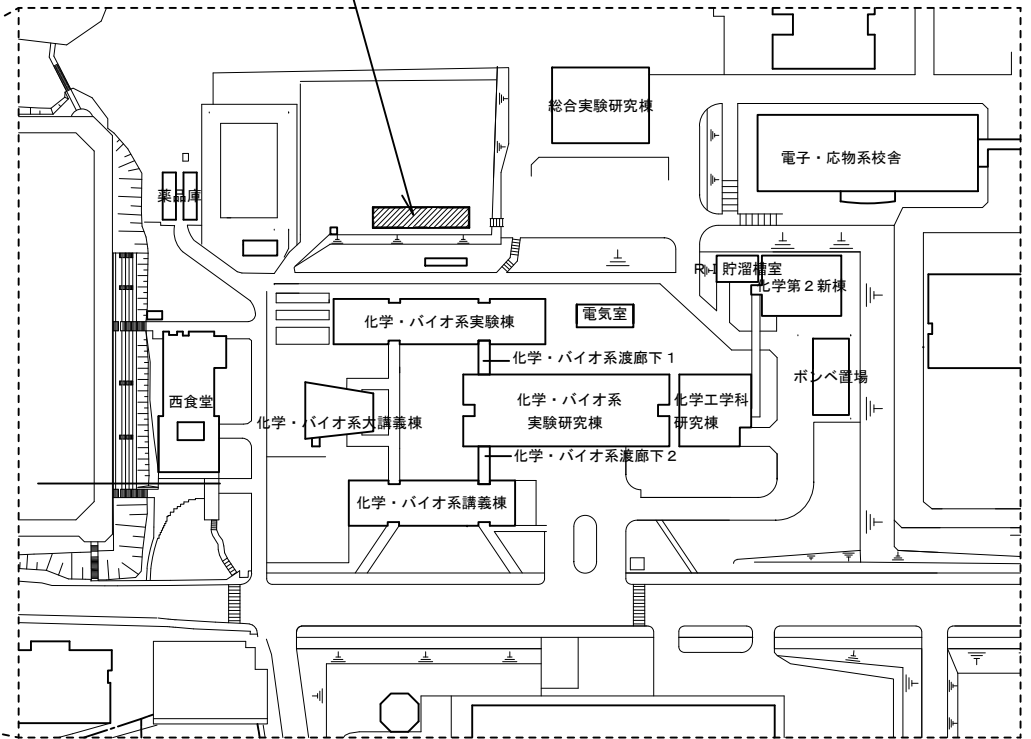 総合実験研究棟
電子・応物系校舎
薬品庫
ＲＩ貯溜槽室
化学第２新棟
電気室
化学・バイオ系実験棟
化学・バイオ系渡廊下１
ボンベ置場
西食堂
化学・バイオ系大講義棟
化学・バイオ系
実験研究棟
化学工学科
研究棟
化学・バイオ系渡廊下２
化学・バイオ系講義棟